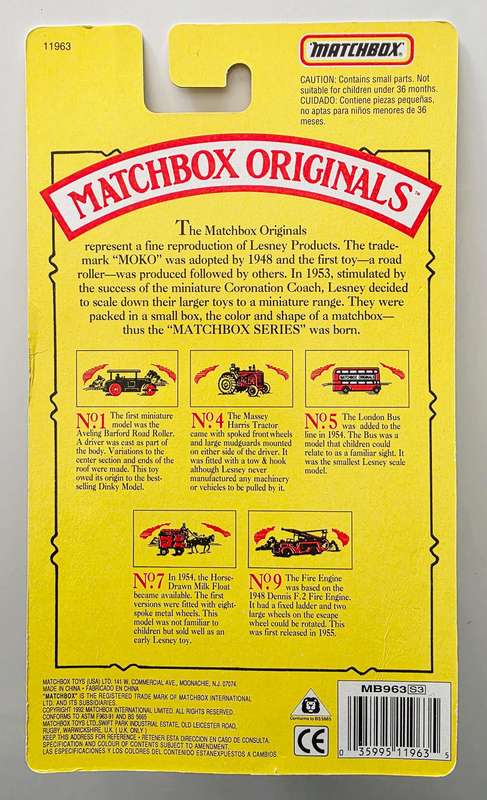 11963
MATCHBOX
CAUTION: Contains small parts. Not
suitable for children under 36 months.
CUIDADO: Contiene piezas pequeñas,
no aptas para niños menores de 36
meses.
MATCHBOX ORIGINALS™
The Matchbox Originals
represent a fine reproduction of Lesney Products. The trade-
mark “MOKO” was adopted by 1948 and the first toy—a road
roller—was produced followed by others. In 1953, stimulated by
the success of the miniature Coronation Coach, Lesney decided
to scale down their larger toys to a miniature range. They were
packed in a small box, the color and shape of a matchbox—
thus the “MATCHBOX SERIES” was born.
MATCHBOX ORIGINALS
No.1 The first miniature
model was the
Aveling Barford Road Roller.
A driver was cast as part of
the body. Variations to the
center section and ends of the
roof were made. This toy
owed its origin to the best-
selling Dinky Model.
No.4 The Massey
Harris Tractor
came with spoked front wheels
and large mudguards mounted
on either side of the driver. It
was fitted with a tow & hook
although Lesney never
manufactured any machinery
or vehicles to be pulled by it.
No.5 The London Bus
was added to the
line in 1954. The Bus was a
model that children could
relate to as a familiar sight. It
was the smallest Lesney scale
model.
No.7 In 1954, the Horse-
Drawn Milk Float
became available. The first
versions were fitted with eight-
spoke metal wheels. This
model was not familiar to
children but sold well as an
early Lesney toy.
No.9 The Fire Engine
was based on the
1948 Dennis F.2 Fire Engine.
It had a fixed ladder and two
large wheels on the escape
wheel could be rotated. This
was first released in 1955.
MATCHBOX TOYS (USA) LTD. 141 W. COMMERCIAL AVE., MOONACHIE, N.J. 07074.
MADE IN CHINA • FABRICADO EN CHINA
"MATCHBOX" IS THE REGISTERED TRADE MARK OF MATCHBOX INTERNATIONAL
LTD. AND ITS SUBSIDIARIES.
COPYRIGHT 1992 MATCHBOX INTERNATIONAL LIMITED. ALL RIGHTS RESERVED.
CONFORMS TO ASTM F963-91 AND BS 5665
MATCHBOX TOYS LTD., SWIFT PARK INDUSTRIAL ESTATE, OLD LEICESTER ROAD,
RUGBY, WARWICKSHIRE, U.K. ( U.K. ONLY )
KEEP THIS ADDRESS FOR REFERENCE • RETENER ESTA DIRECCION EN CASO DE CONSULTA.
SPECIFICATION AND COLOUR OF CONTENTS SUBJECT TO AMENDMENT.
LAS ESPECIFICACIONES Y LOS COLORES DEL CONTENIDO ESTAN EXPUESTOS A CAMBIOS.
Conforms to BS 5665
CE
MB963 S3
0 35995 11963 5